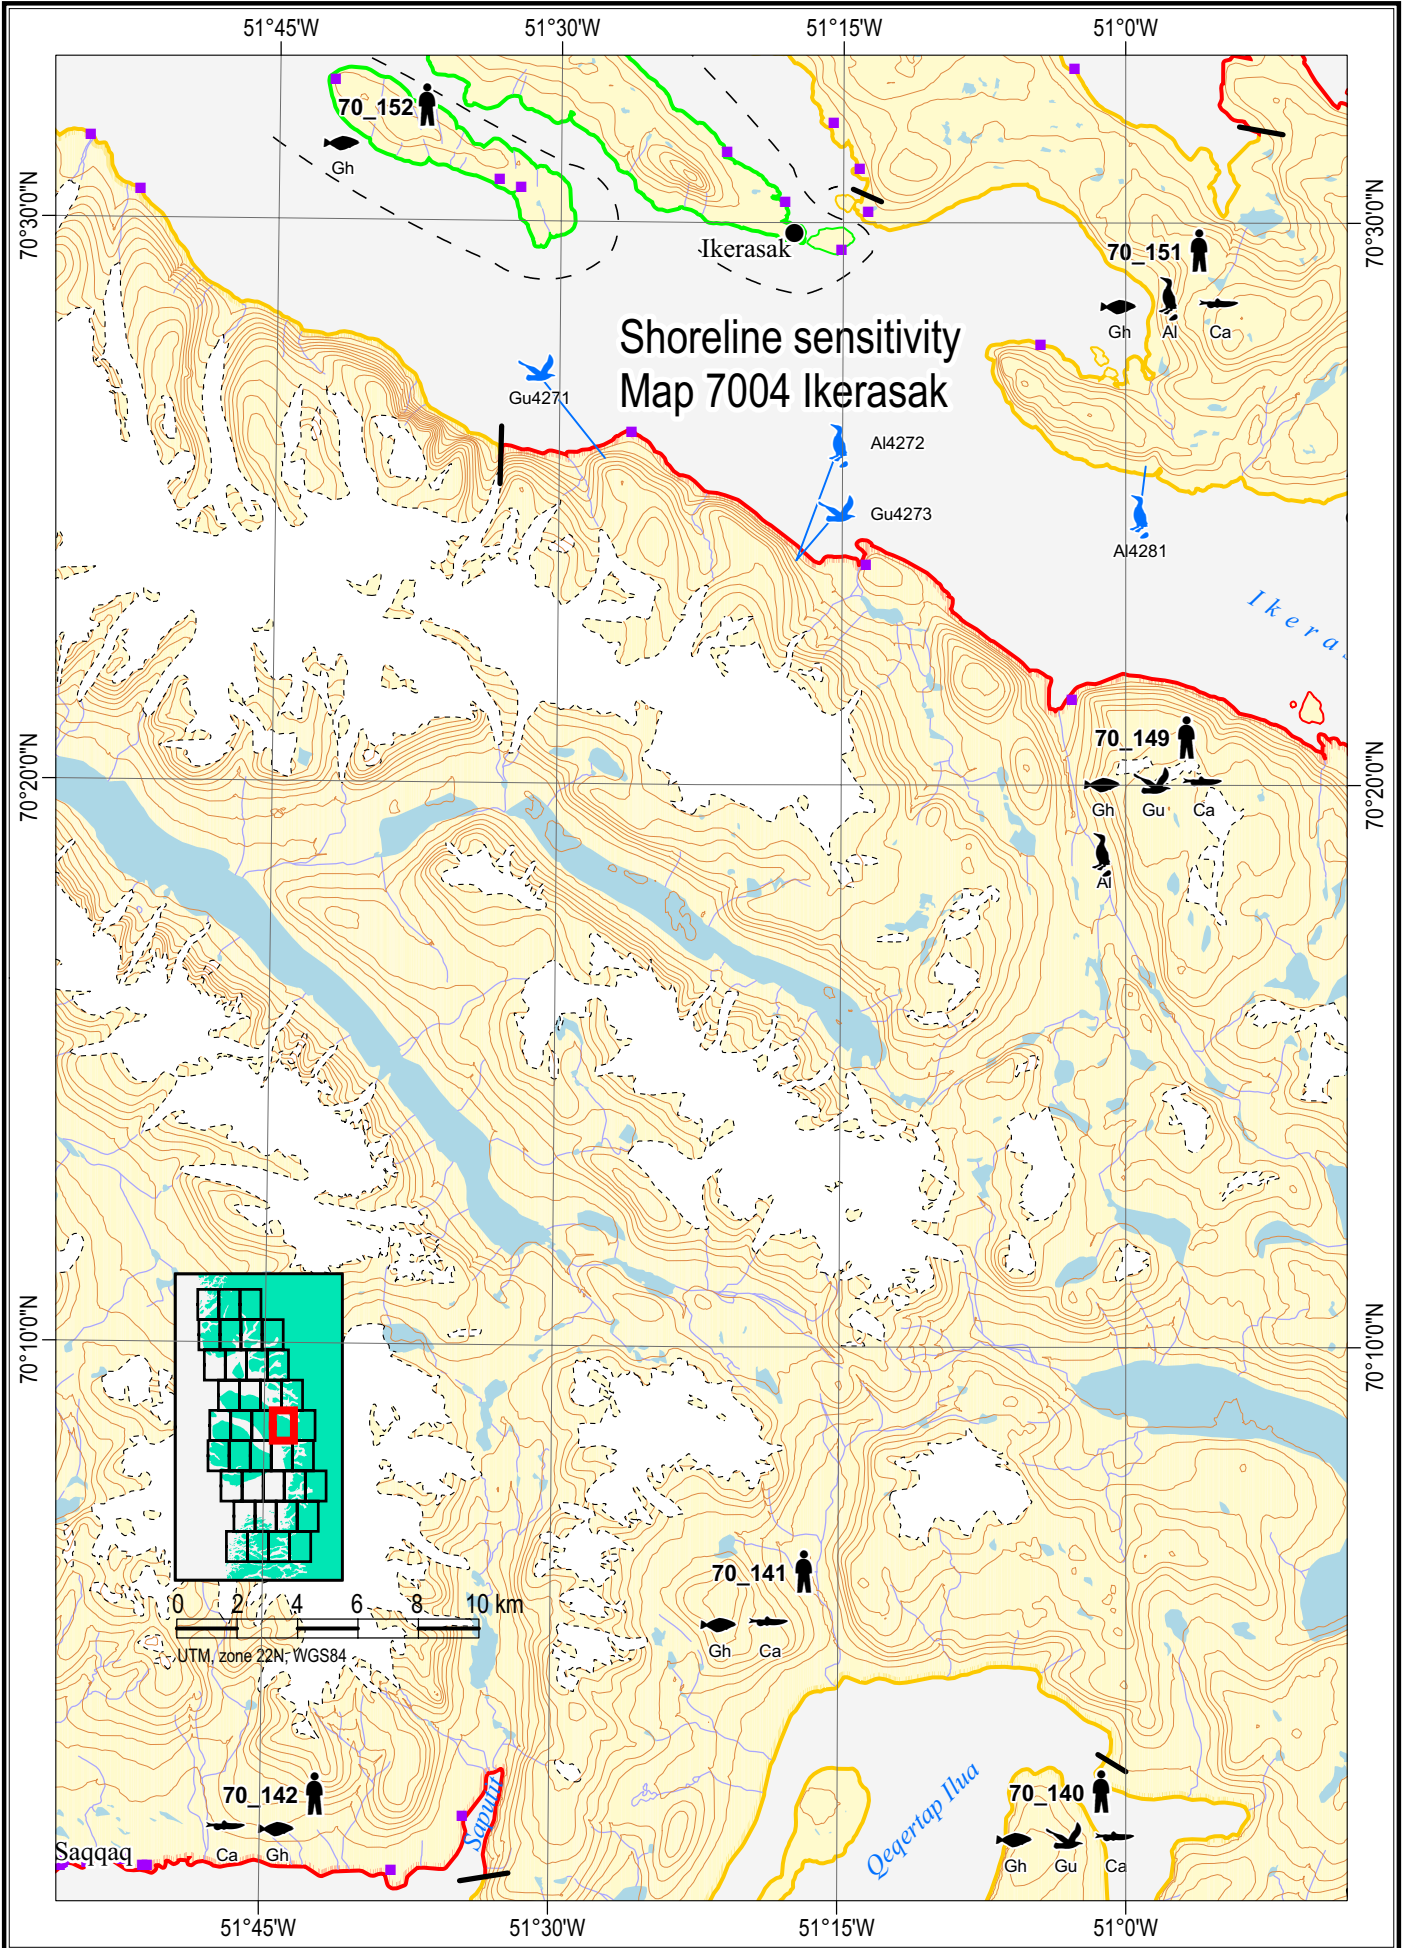 51°45'W 51°30'W 51°15'W 51°0'W
70_152
Gh
70°30'0"N
70°30'0"N
Ikerasak
70_151
Gh Al Ca
Shoreline sensitivity
Map 7004 Ikerasak
Gu4271
Al4272
Gu4273
Al4281
Ikeras
70_149
70°20'0"N
70°20'0"N
Gh Gu Ca
Al
70°10'0"N
70°10'0"N
70_141
Gh Ca
0 2 4 6 8 10 km
UTM, zone 22N, WGS84
70_142
Ca Gh
Saqqaq
Sapuut
Qeqertap Ilua
70_140
Gh Gu Ca
51°45'W 51°30'W 51°15'W 51°0'W